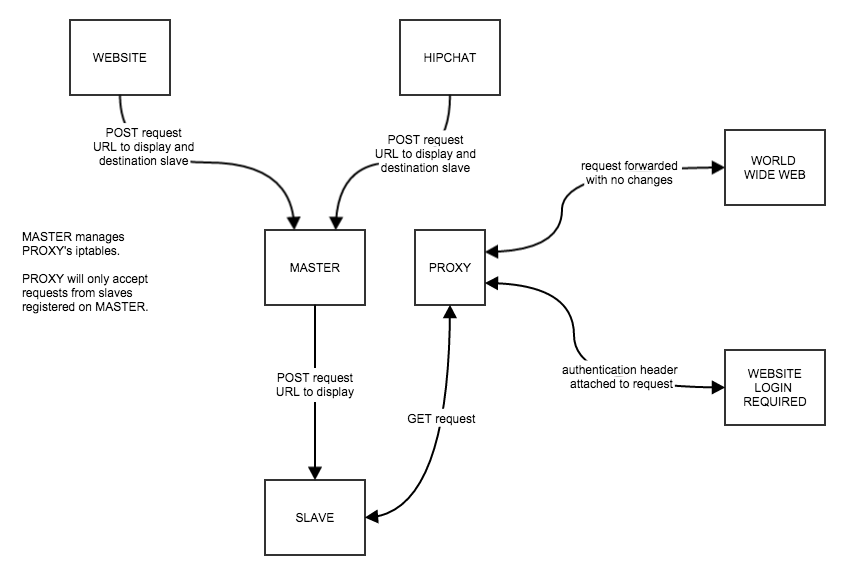 WEBSITE
HIPCHAT
POST request
URL to display and
destination slave
POST request
URL to display and
destination slave
request forwarded
with no changes
WORLD
WIDE WEB
MASTER manages
PROXY's iptables.
PROXY will only accept
requests from slaves
registered on MASTER.
MASTER
PROXY
POST request
URL to display
authentication header
attached to request
WEBSITE
LOGIN
REQUIRED
GET request
SLAVE